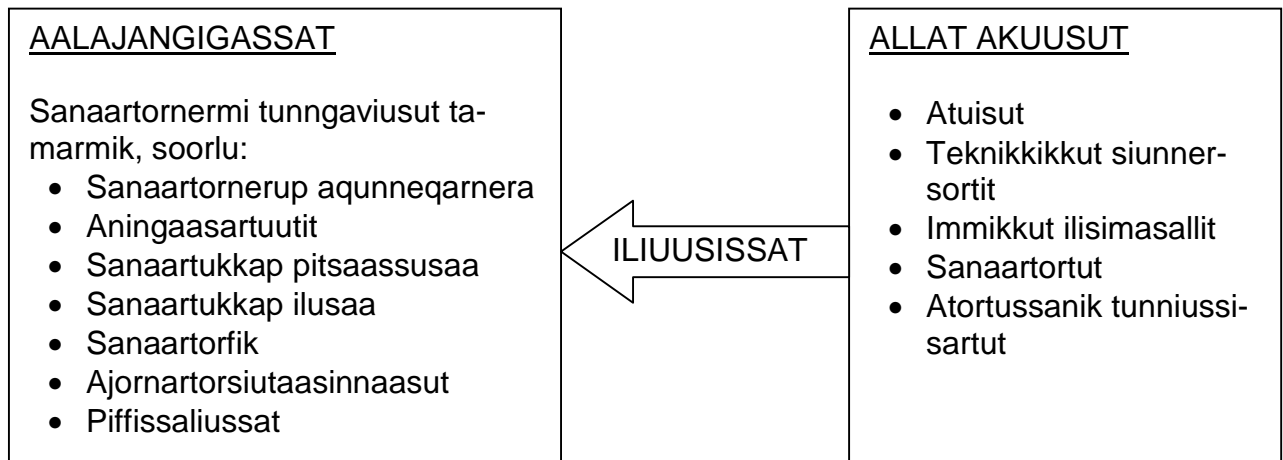 AALAJANGIGASSAT
Sanaartornermi tunngaviusut ta-
marmik, soorlu:
• Sanaartornerup aqunneqarnera
• Aningaasartuutit
• Sanaartukkap pitsaassusaa
• Sanaartukkap ilusaa
• Sanaartorfik
• Ajornartorsiutaasinnaasut
• Piffissaliussat
ILIUUSISSAT
ALLAT AKUUSUT
• Atuisut
• Teknikkikkut siunner-
sortit
• Immikkut ilisimasallit
• Sanaartortut
• Atortussanik tunniussi-
sartut